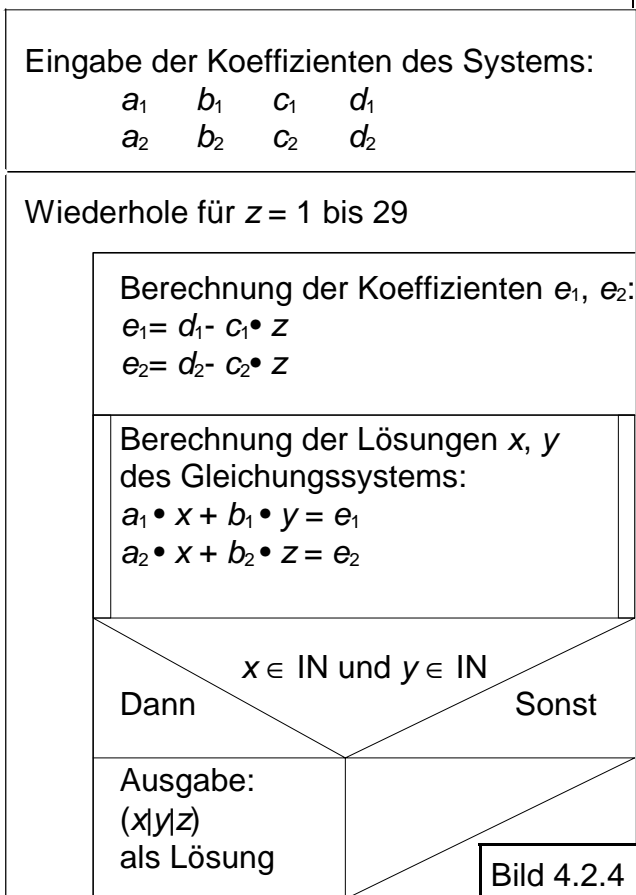 Eingabe der Koeffizienten des Systems:
a₁ b₁ c₁ d₁
a₂ b₂ c₂ d₂
Wiederhole für z = 1 bis 29
Berechnung der Koeffizienten e₁, e₂:
e₁= d₁- c₁• z
e₂= d₂- c₂• z
Berechnung der Lösungen x, y
des Gleichungssystems:
a₁• x + b₁• y = e₁
a₂• x + b₂• z = e₂
x ∈ IN und y ∈ IN
Dann Sonst
Ausgabe:
(x|y|z)
als Lösung
Bild 4.2.4